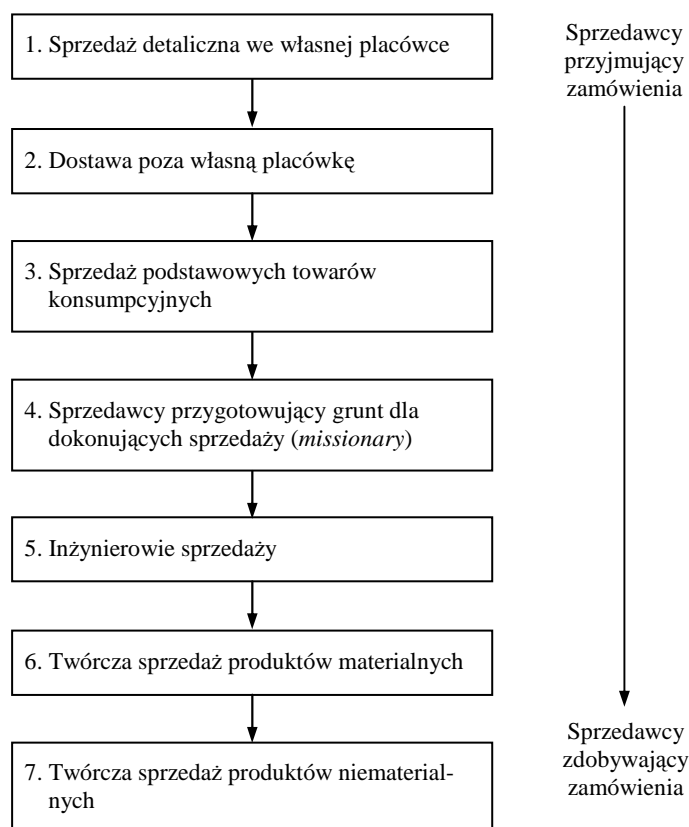 1. Sprzedaż detaliczna we własnej placówce
Sprzedawcy
przyjmujący
zamówienia
2. Dostawa poza własną placówkę
3. Sprzedaż podstawowych towarów
konsumpcyjnych
4. Sprzedawcy przygotowujący grunt dla
dokonujących sprzedaży (missionary)
5. Inżynierowie sprzedaży
6. Twórcza sprzedaż produktów materialnych
7. Twórcza sprzedaż produktów niematerial-
nych
Sprzedawcy
zdobywający
zamówienia